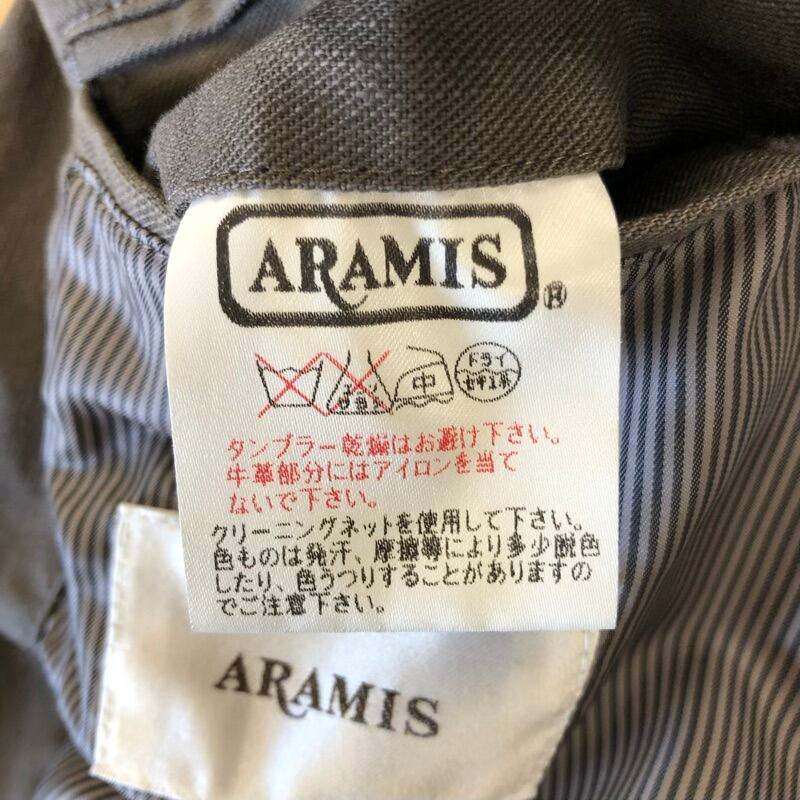 ARAMIS
®
中
ドライ
セキユ系
タンブラー乾燥はお避け下さい。
牛革部分にはアイロンを当て
ないで下さい。
クリーニングネットを使用して下さい。
色ものは発汗、摩擦等により多少脱色
したり、色うつりすることがありますの
でご注意下さい。
ARAMIS